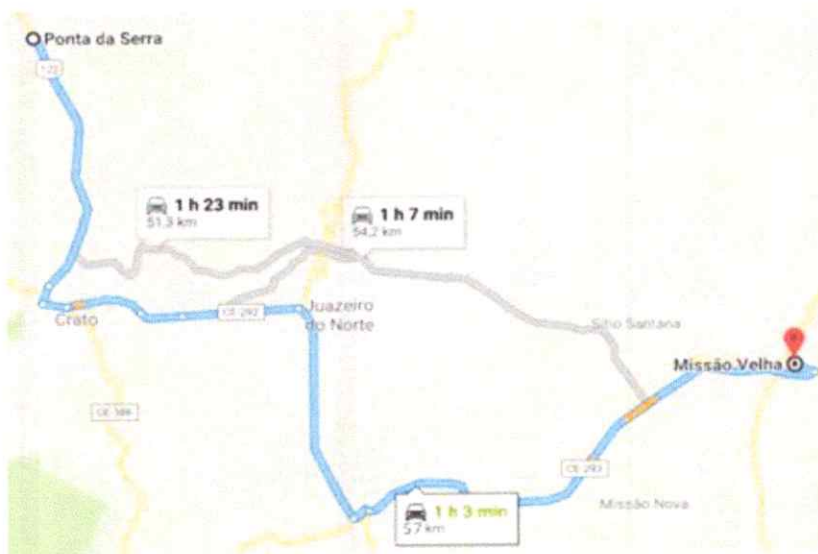 Ponta da Serra
1 h 23 min
51,3 km
1 h 7 min
54,2 km
CE-292
Juazeiro
do Norte
Crato
Sítio Santana
Missão Velha
CE-386
CE-293
1 h 3 min
57 km
Missão Nova